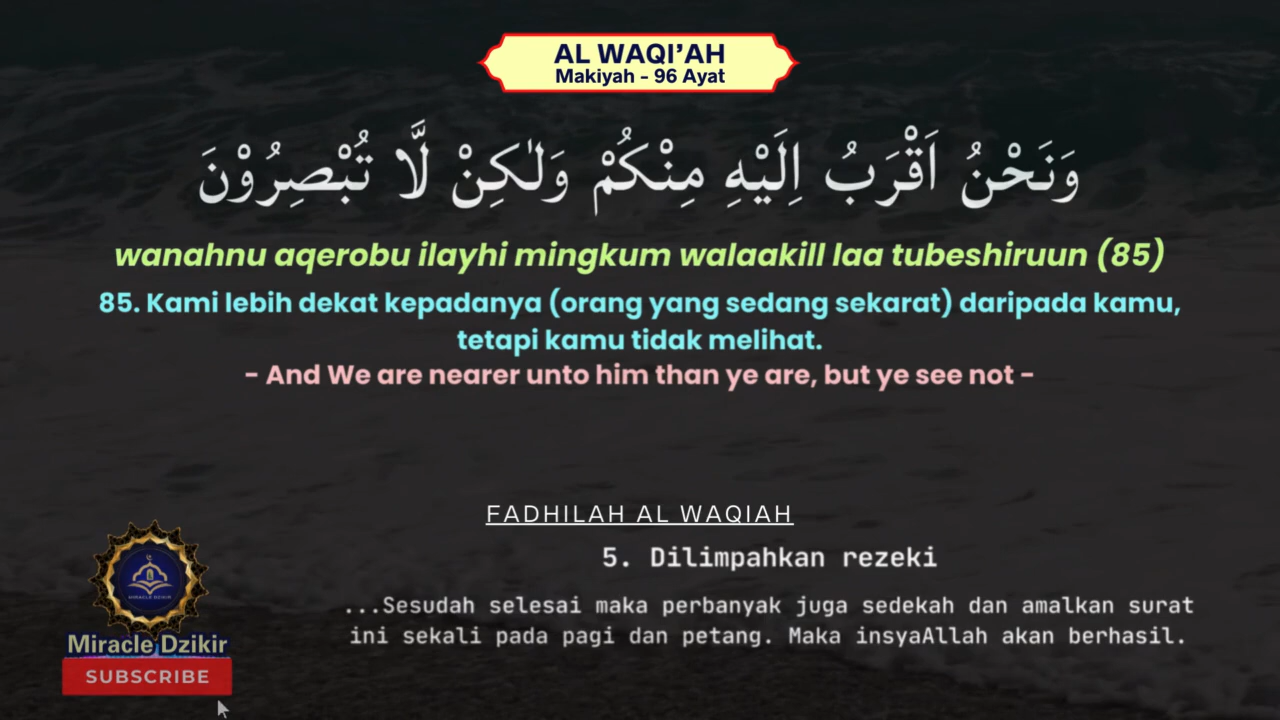 AL WAQI’AH
Makiyah - 96 Ayat
وَنَحْنُ اَقْرَبُ اِلَيْهِ مِنْكُمْ وَلٰكِنْ لَّا تُبْصِرُوْنَ
wanahnu aqerobu ilayhi mingkum walaakill laa tubeshiruun (85)
85. Kami lebih dekat kepadanya (orang yang sedang sekarat) daripada kamu,
tetapi kamu tidak melihat.
- And We are nearer unto him than ye are, but ye see not -
FADHILAH AL WAQIAH
5. Dilimpahkan rezeki
...Sesudah selesai maka perbanyak juga sedekah dan amalkan surat
ini sekali pada pagi dan petang. Maka insyaAllah akan berhasil.
MIRACLE DZIKIR
Miracle Dzikir
SUBSCRIBE